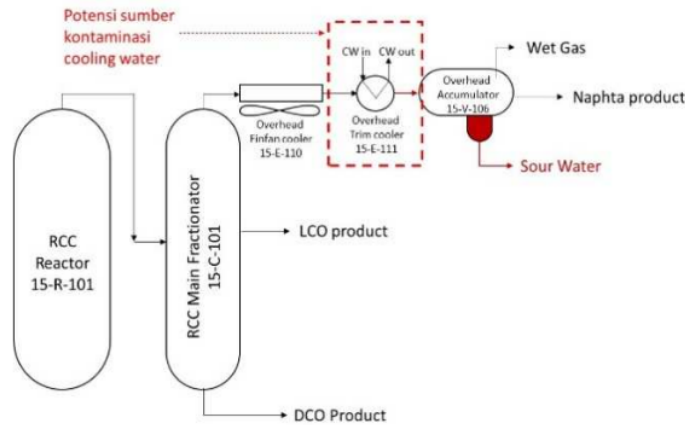 Potensi sumber
kontaminasi
cooling water
CW in CW out
Overhead
Finfan cooler
15-E-110
Overhead
Trim cooler
15-E-111
Overhead
Accumulator
15-V-106
Wet Gas
Naphta product
Sour Water
RCC
Reactor
15-R-101
RCC Main Fractionator
15-C-101
LCO product
DCO Product